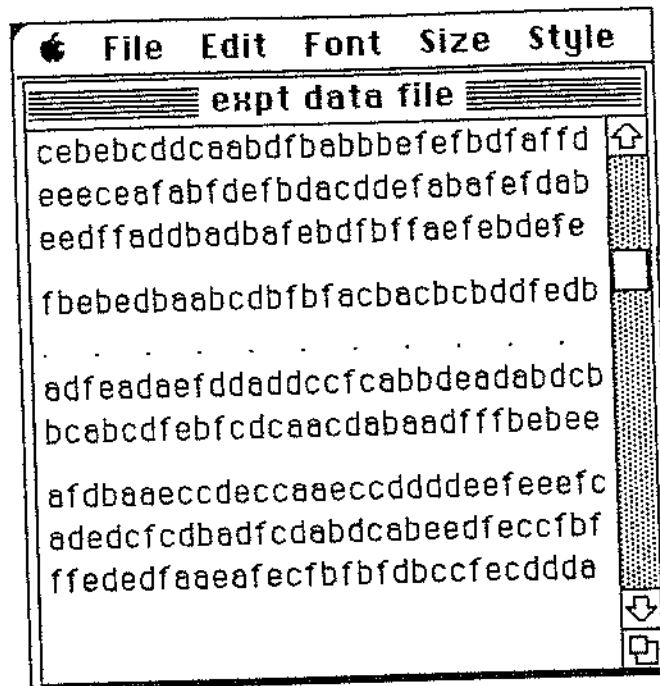 File Edit Font Size Style
expt data file
cebebcddcaabdfbabbbefefbdfaffd
eeeceafabfdefbdacddefabafefdab
eedffaddbadbafebdfbffaefebdefe
fbebedbaabcdbfbfacbacbcbddfedb
. . . . . . . . . . . .
adfeadaefddaddccfcabbdeadabdcb
bcabcdfebfcdcaacdabaadfffbebee
afdbaaeccdeccaaeccddddeefeeefc
adedcfcdbadfcdabdcabeedfeccfbf
ffededfaaeafecfbfbfdbccfecddda